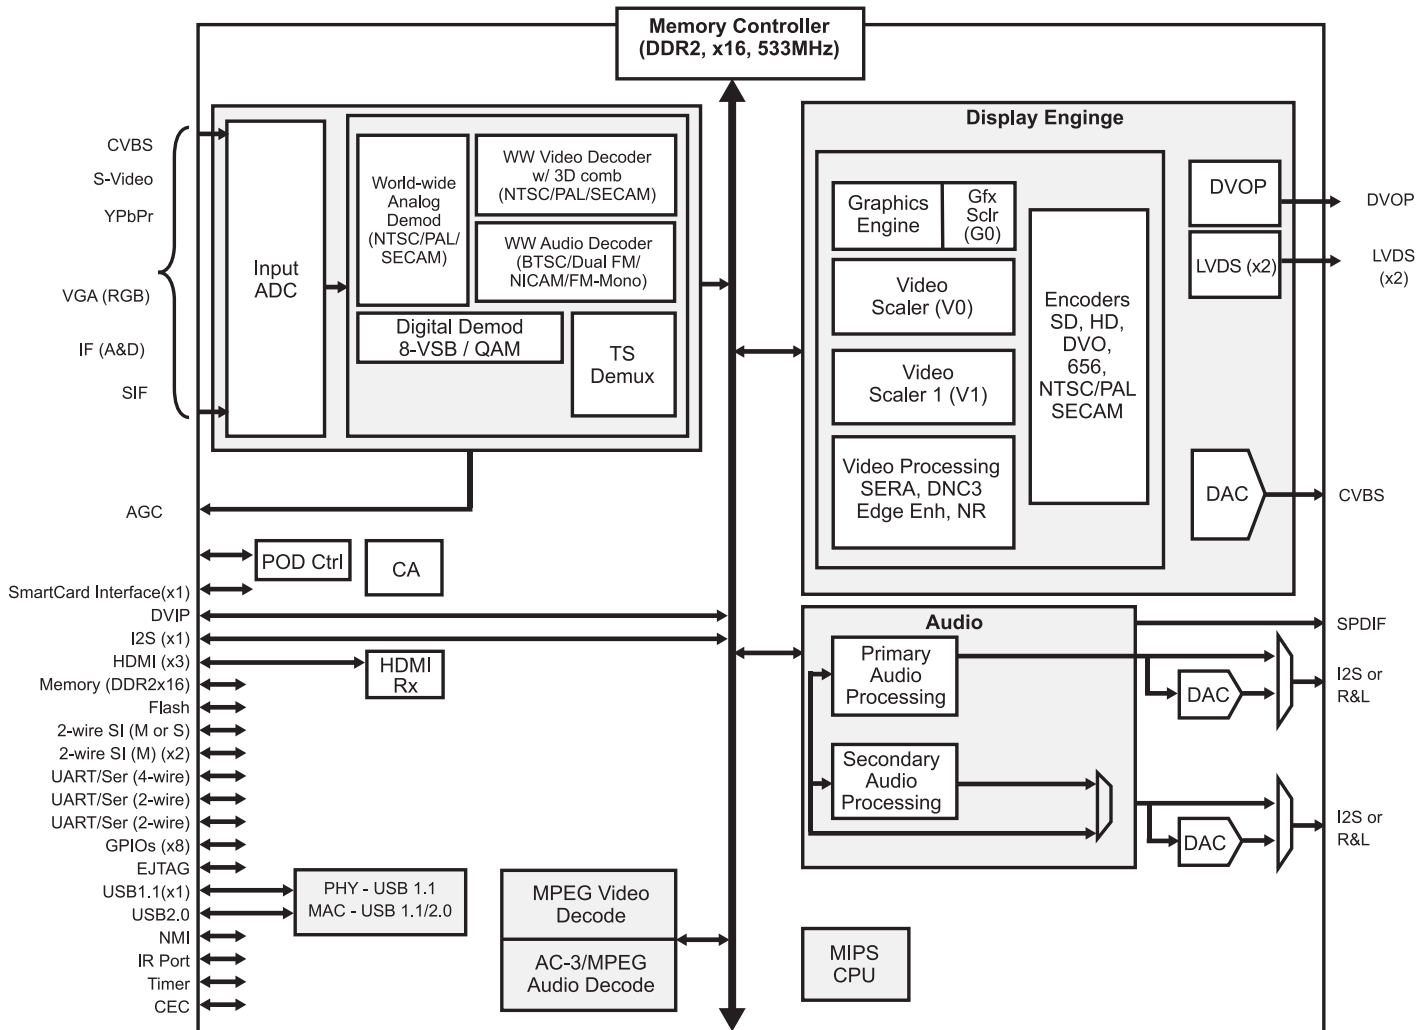 Memory Controller
(DDR2, x16, 533MHz)
CVBS
S-Video
YPbPr
VGA (RGB)
IF (A&D)
SIF
Input
ADC
World-wide
Analog
Demod
(NTSC/PAL/
SECAM)
WW Video Decoder
w/ 3D comb
(NTSC/PAL/SECAM)
WW Audio Decoder
(BTSC/Dual FM/
NICAM/FM-Mono)
Digital Demod
8-VSB / QAM
TS
Demux
AGC
POD Ctrl
CA
SmartCard Interface(x1)
DVIP
I2S (x1)
HDMI (x3)
HDMI
Rx
Memory (DDR2x16)
Flash
2-wire SI (M or S)
2-wire SI (M) (x2)
UART/Ser (4-wire)
UART/Ser (2-wire)
UART/Ser (2-wire)
GPIOs (x8)
EJTAG
USB1.1(x1)
USB2.0
NMI
IR Port
Timer
CEC
PHY - USB 1.1
MAC - USB 1.1/2.0
MPEG Video
Decode
AC-3/MPEG
Audio Decode
Display Enginge
Graphics
Engine
Gfx
Sclr
(G0)
Video
Scaler (V0)
Video
Scaler 1 (V1)
Video Processing
SERA, DNC3
Edge Enh, NR
Encoders
SD, HD,
DVO,
656,
NTSC/PAL
SECAM
DVOP
LVDS (x2)
DAC
DVOP
LVDS
(x2)
CVBS
Audio
Primary
Audio
Processing
Secondary
Audio
Processing
DAC
DAC
SPDIF
I2S or
R&L
I2S or
R&L
MIPS
CPU